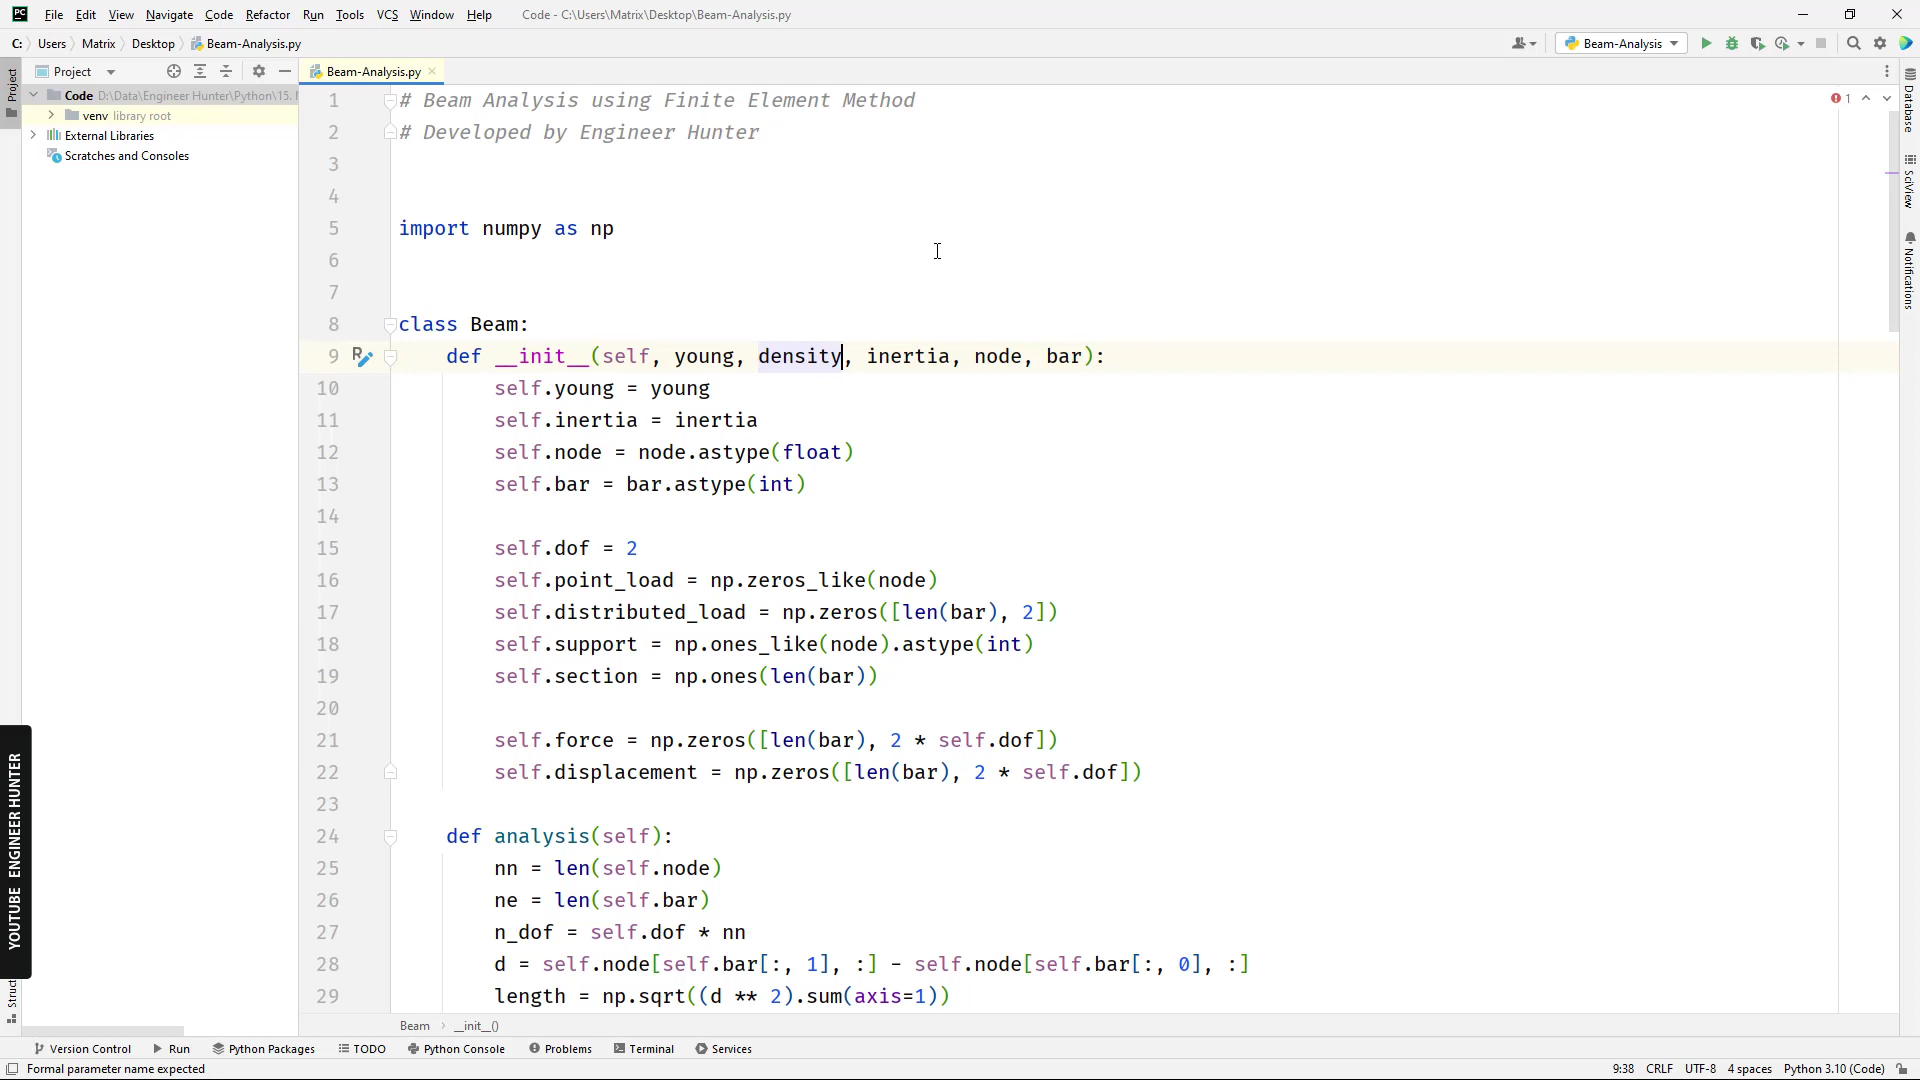 PC File Edit View Navigate Code Refactor Run Tools VCS Window Help Code - C:\Users\Matrix\Desktop\Beam-Analysis.py
C: Users Matrix Desktop Beam-Analysis.py Beam-Analysis
Project Beam-Analysis.py
Code D:\Data\Engineer Hunter\Python\15.
venv library root
External Libraries
Scratches and Consoles
Project
1 # Beam Analysis using Finite Element Method
2 # Developed by Engineer Hunter
3
4
5 import numpy as np
6
7
8 class Beam:
9 def __init__(self, young, density, inertia, node, bar):
10 self.young = young
11 self.inertia = inertia
12 self.node = node.astype(float)
13 self.bar = bar.astype(int)
14
15 self.dof = 2
16 self.point_load = np.zeros_like(node)
17 self.distributed_load = np.zeros([len(bar), 2])
18 self.support = np.ones_like(node).astype(int)
19 self.section = np.ones(len(bar))
20
21 self.force = np.zeros([len(bar), 2 * self.dof])
22 self.displacement = np.zeros([len(bar), 2 * self.dof])
23
24 def analysis(self):
25 nn = len(self.node)
26 ne = len(self.bar)
27 n_dof = self.dof * nn
28 d = self.node[self.bar[:, 1], :] - self.node[self.bar[:, 0], :]
29 length = np.sqrt((d ** 2).sum(axis=1))
1
Database
SciView
Notifications
YOUTUBE ENGINEER HUNTER
Struct
Beam __init__()
Version Control Run Python Packages TODO Python Console Problems Terminal Services
Formal parameter name expected 9:38 CRLF UTF-8 4 spaces Python 3.10 (Code)